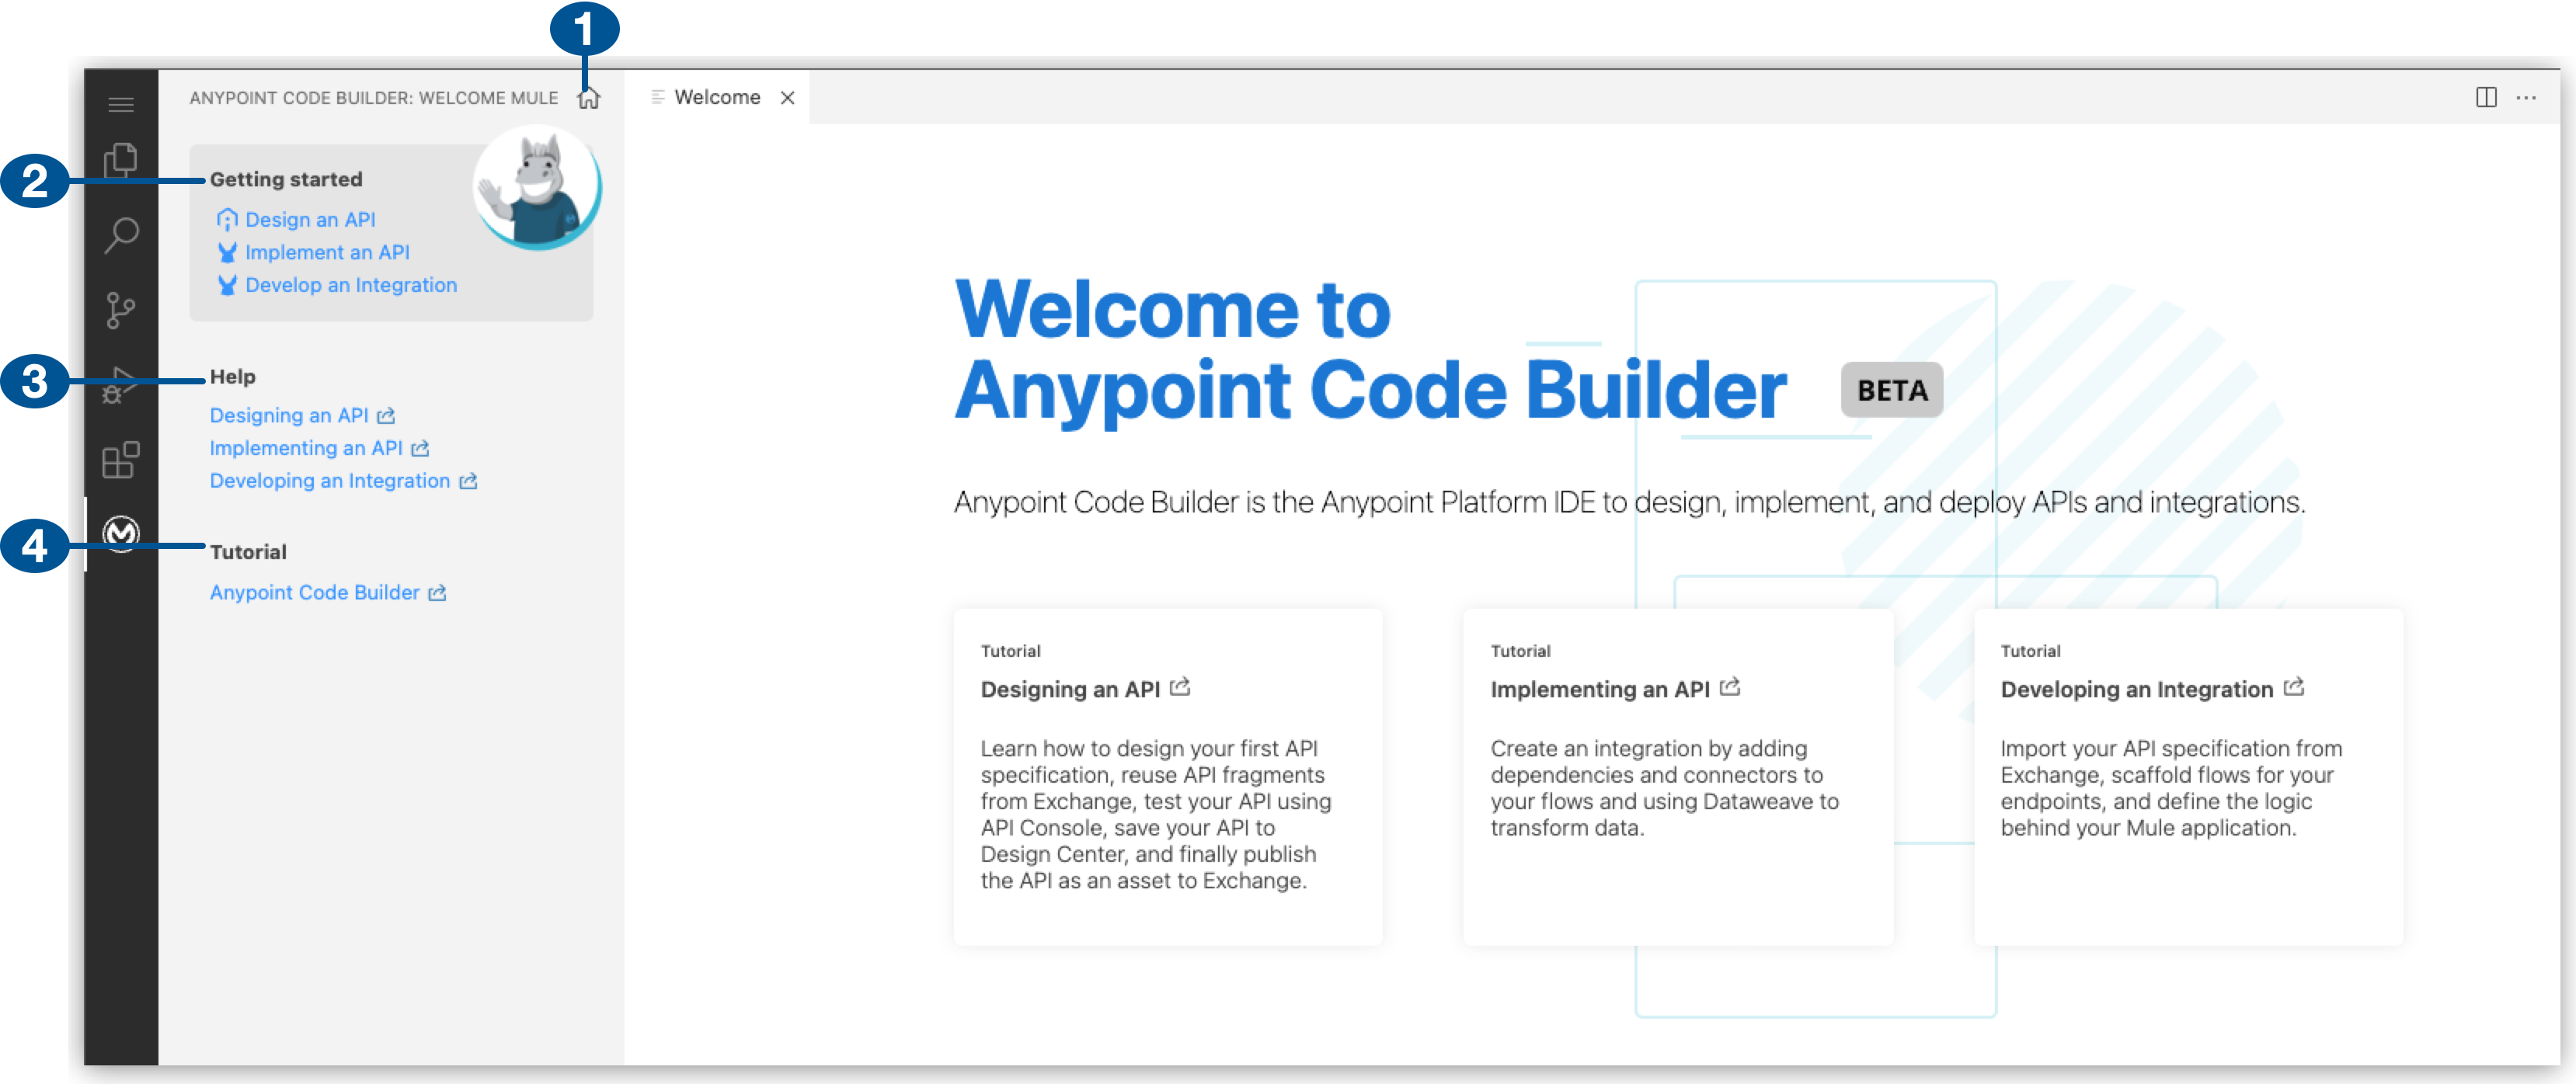 1
ANYPOINT CODE BUILDER: WELCOME MULE
Welcome
2
Getting started
Design an API
Implement an API
Develop an Integration
3
Help
Designing an API
Implementing an API
Developing an Integration
4
Tutorial
Anypoint Code Builder
Welcome to
Anypoint Code Builder
BETA
Anypoint Code Builder is the Anypoint Platform IDE to design, implement, and deploy APIs and integrations.
Tutorial
Designing an API
Learn how to design your first API
specification, reuse API fragments
from Exchange, test your API using
API Console, save your API to
Design Center, and finally publish
the API as an asset to Exchange.
Tutorial
Implementing an API
Create an integration by adding
dependencies and connectors to
your flows and using Dataweave to
transform data.
Tutorial
Developing an Integration
Import your API specification from
Exchange, scaffold flows for your
endpoints, and define the logic
behind your Mule application.